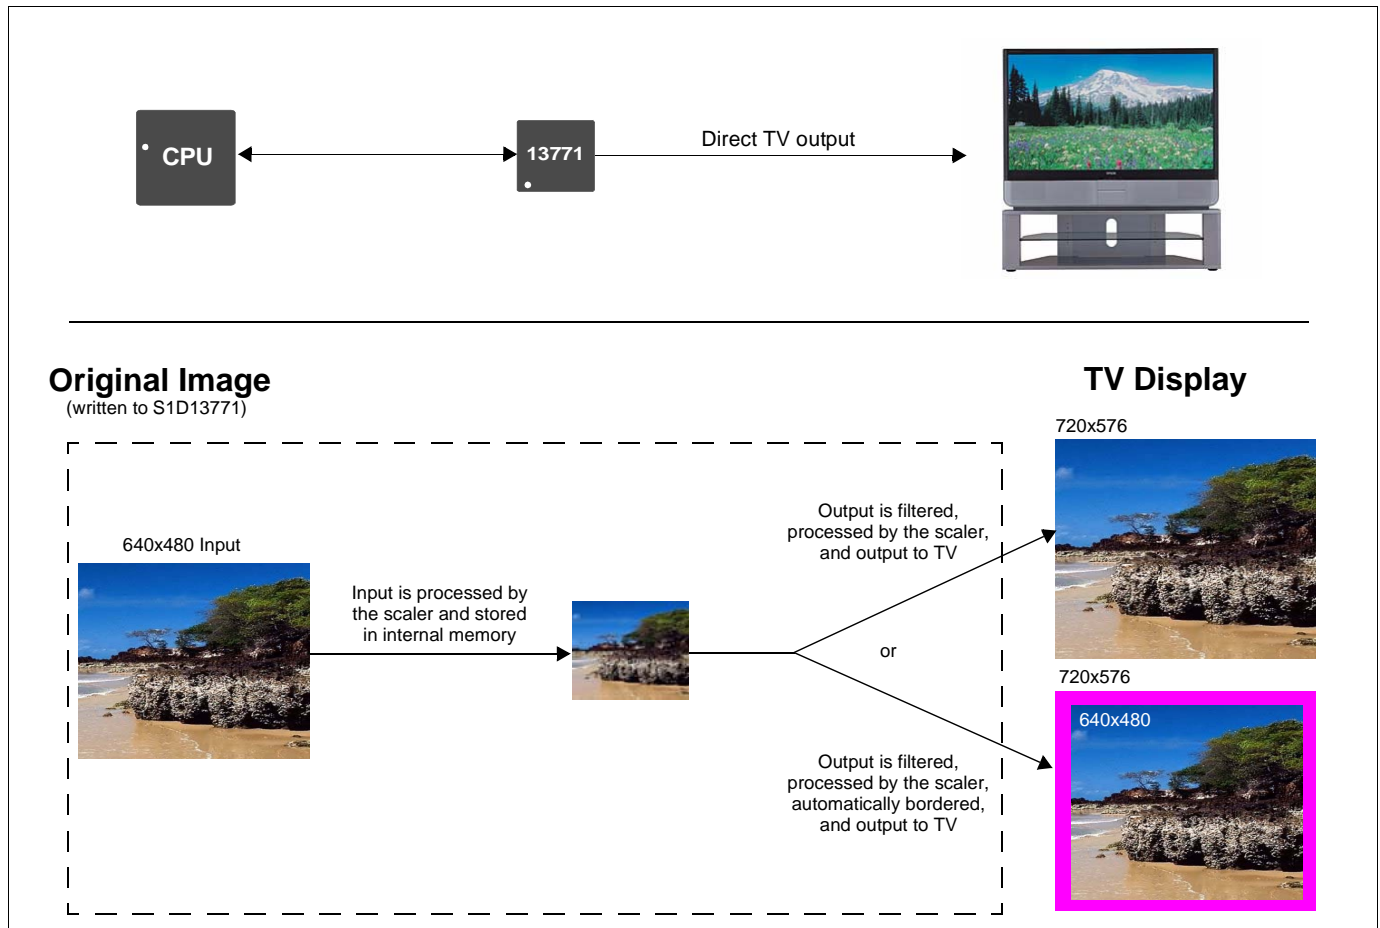 CPU
13771
Direct TV output
Original Image
(written to S1D13771)
TV Display
720x576
640x480 Input
Input is processed by
the scaler and stored
in internal memory
Output is filtered,
processed by the scaler,
and output to TV
or
Output is filtered,
processed by the scaler,
automatically bordered,
and output to TV
720x576
640x480